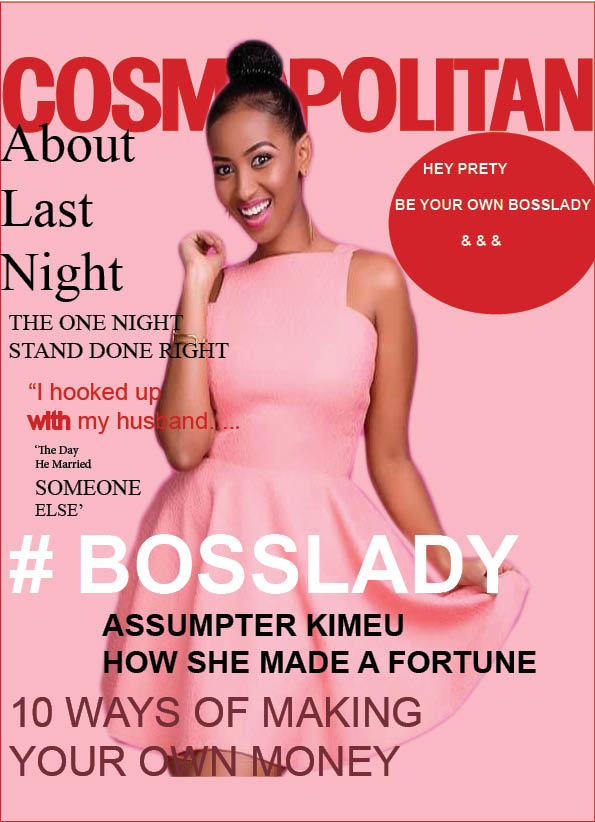 COSMOPOLITAN
About
Last
Night
THE ONE NIGHT
STAND DONE RIGHT
HEY PRETY
BE YOUR OWN BOSSLADY
& & &
“I hooked up
with my husband.....
‘The Day
He Married
SOMEONE
ELSE’
# BOSSLADY
ASSUMPTER KIMEU
HOW SHE MADE A FORTUNE
10 WAYS OF MAKING
YOUR OWN MONEY